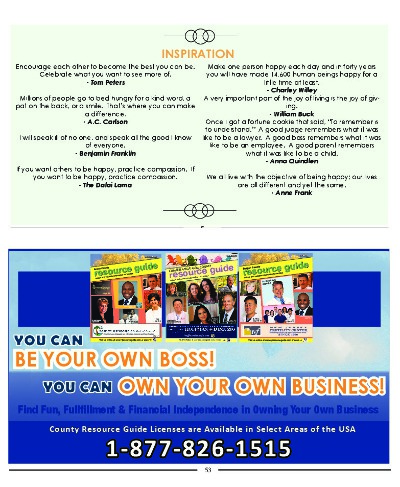 INSPIRATION
Encourage each other to become the best you can be.
Celebrate what you want to see more of.
- Tom Peters
Millions of people go to bed hungry for a kind word, a
pat on the back, or a smile. That's where you can make
a difference.
- A.C. Carlson
I will speak ill of no one, and speak all the good I know
of everyone.
- Benjamin Franklin
If you want others to be happy, practice compassion. If
you want to be happy, practice compassion.
- The Dalai Lama
Make one person happy each day and in forty years
you will have made 14,600 human beings happy for a
little time at least.
- Charley Willey
A very important part of the joy of living is the joy of giv-
ing.
- William Buck
Once I got a fortune cookie that said, "To remember is
to understand." A good judge remembers what it was
like to be a lawyer. A good boss remembers what it was
like to be an employee. A good parent remembers
what it was like to be a child.
- Anna Quindlen
We all live with the objective of being happy; our lives
are all different and yet the same.
- Anne Frank
resource guide
resource guide
resource guide
YOU CAN
BE YOUR OWN BOSS!
YOU CAN OWN YOUR OWN BUSINESS!
Find Fun, Fullfillment & Financial Independence in Owning Your Own Business
County Resource Guide Licenses are Available in Select Areas of the USA
1-877-826-1515
53